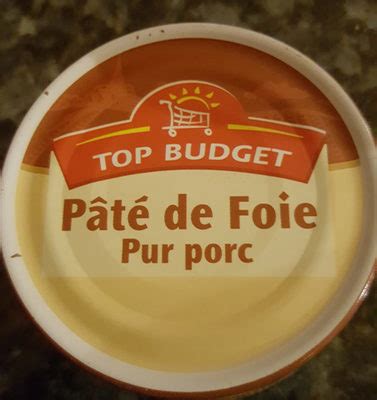 TOP BUDGET
Pâté de Foie
Pur porc